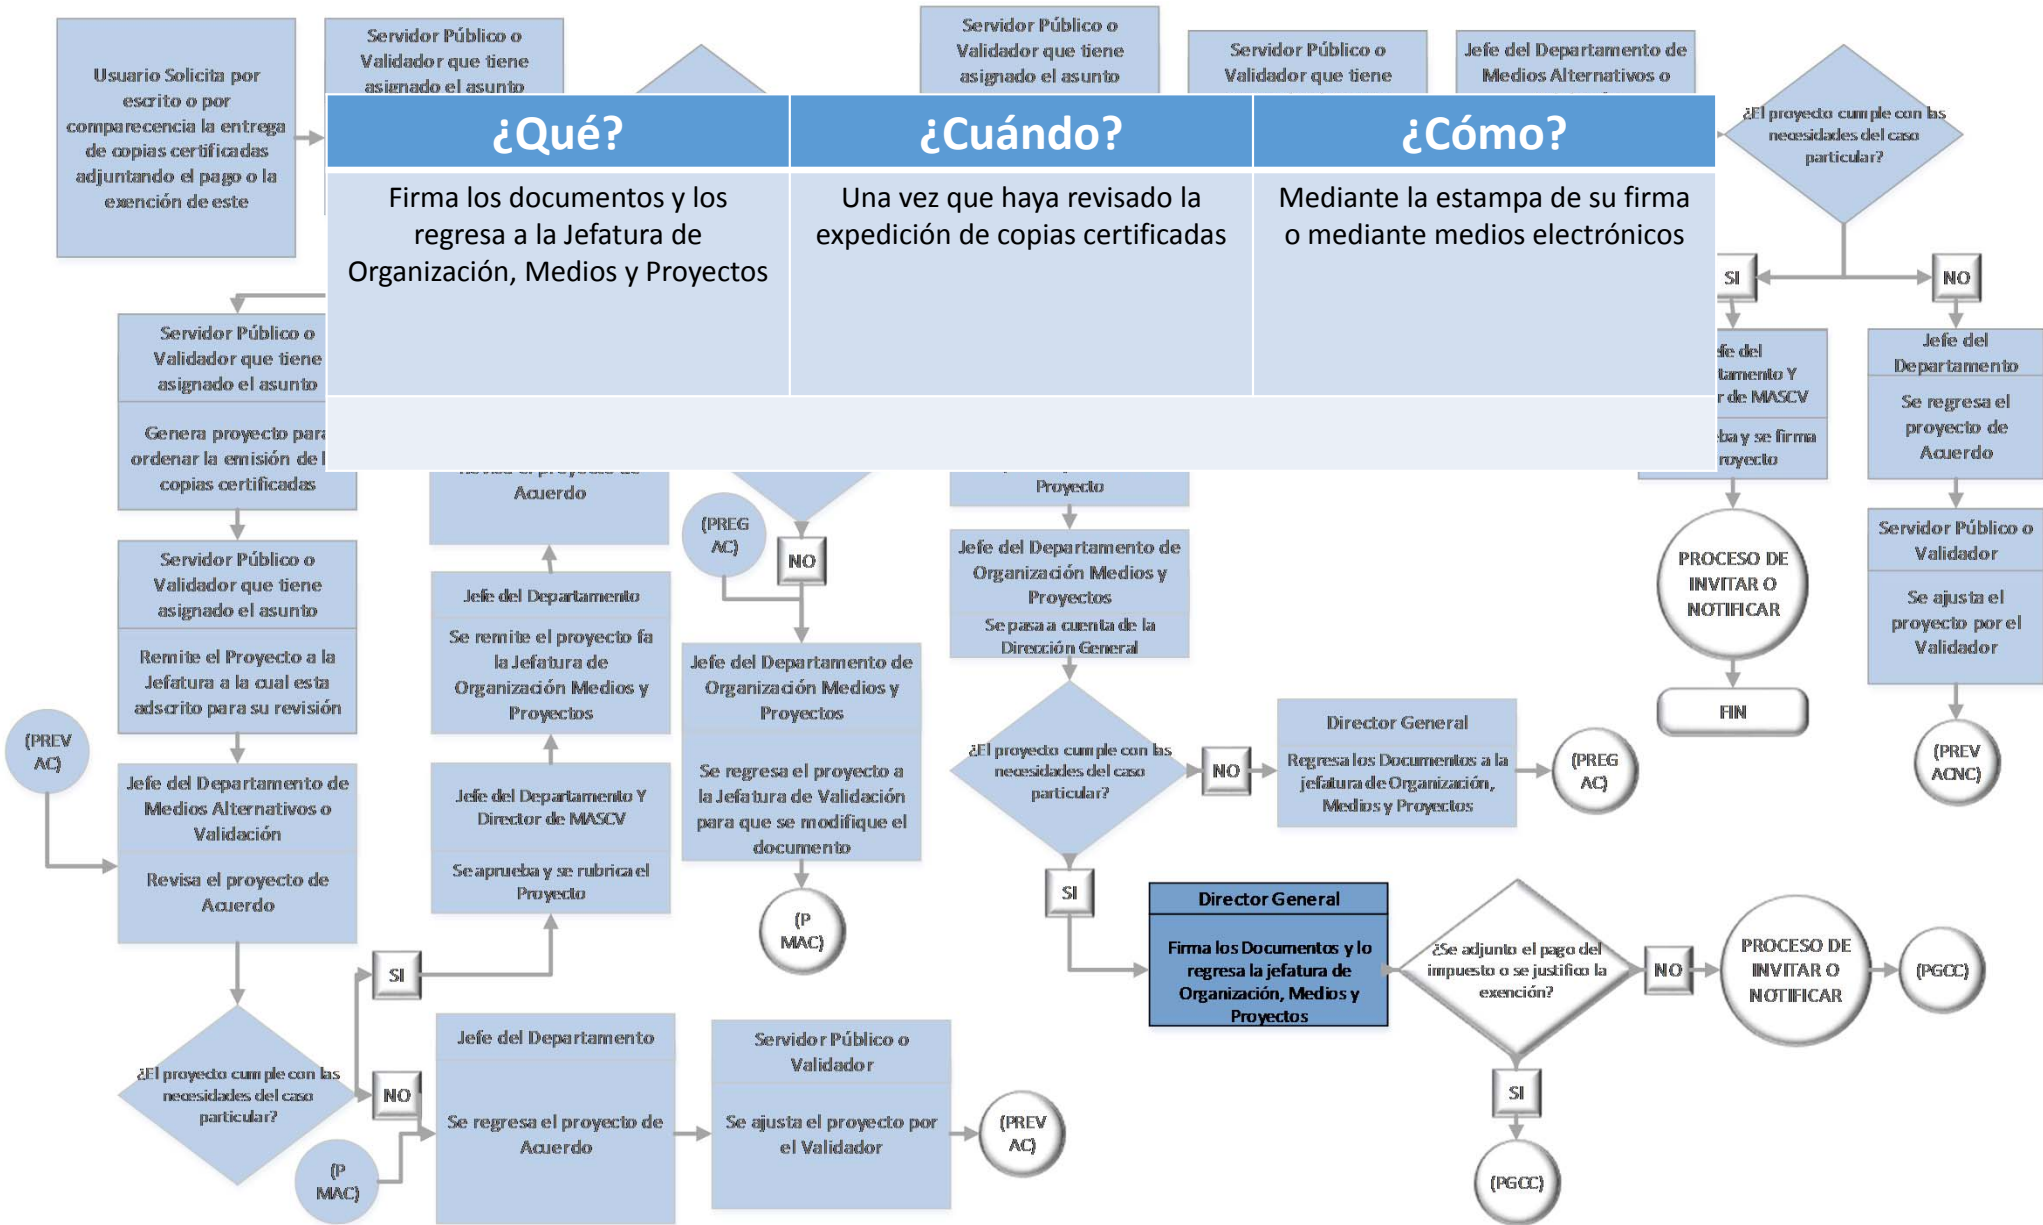 Usuario Solicita por
escrito o por
comparecencia la entrega
de copias certificadas
adjuntando el pago o la
exención de este
Servidor Público o
Validador que tiene
asignado el asunto
Servidor Público o
Validador que tiene
asignado el asunto
Servidor Público o
Validador que tiene
Jefe del Departamento de
Medios Alternativos o
¿El proyecto cumple con las
necesidades del caso
particular?
¿Qué?
¿Cuándo?
¿Cómo?
Firma los documentos y los
regresa a la Jefatura de
Organización, Medios y Proyectos
Una vez que haya revisado la
expedición de copias certificadas
Mediante la estampa de su firma
o mediante medios electrónicos
SI
NO
Servidor Público o
Validador que tiene
asignado el asunto
Genera proyecto para
ordenar la emisión de
copias certificadas
Servidor Público o
Validador que tiene
asignado el asunto
Remite el Proyecto a la
Jefatura a la cual esta
adscrito para su revisión
(PREV
AC)
Jefe del Departamento de
Medios Alternativos o
Validación
Revisa el proyecto de
Acuerdo
¿El proyecto cumple con las
necesidades del caso
particular?
SI
NO
(P
MAC)
Jefe del Departamento
Se regresa el proyecto de
Acuerdo
Servidor Público o
Validador
Se ajusta el proyecto por
el Validador
(PREV
AC)
Jefe del Departamento Y
Director de MASCV
Se aprueba y se rubrica el
Proyecto
Jefe del Departamento
Se remite el proyecto fa
la Jefatura de
Organización Medios y
Proyectos
Acuerdo
(PREG
AC)
NO
Jefe del Departamento de
Organización Medios y
Proyectos
Se regresa el proyecto a
la Jefatura de Validación
para que se modifique el
documento
(P
MAC)
Proyecto
Jefe del Departamento de
Organización Medios y
Proyectos
Se pasa a cuenta de la
Dirección General
¿El proyecto cumple con las
necesidades del caso
particular?
NO
Director General
Regresa los Documentos a la
jefatura de Organización,
Medios y Proyectos
(PREG
AC)
SI
Director General
Firma los Documentos y lo
regresa la jefatura de
Organización, Medios y
Proyectos
¿Se adjunto el pago del
impuesto o se justifico la
exención?
NO
PROCESO DE
INVITAR O
NOTIFICAR
(PGCC)
SI
(PGCC)
efe del
tamento Y
r de MASCV
ba y se firma
royecto
PROCESO DE
INVITAR O
NOTIFICAR
FIN
Jefe del
Departamento
Se regresa el
proyecto de
Acuerdo
Servidor Público o
Validador
Se ajusta el
proyecto por el
Validador
(PREV
ACNC)